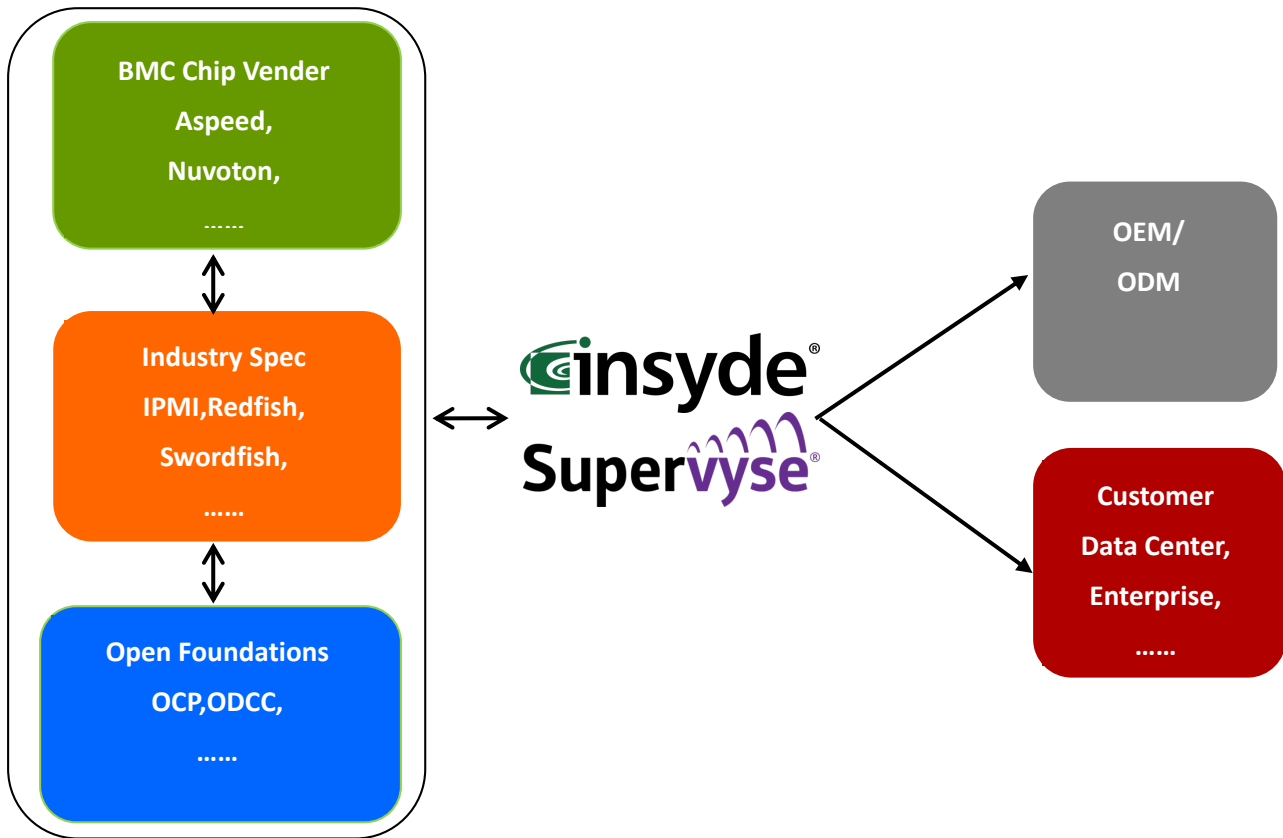 BMC Chip Vender
Aspeed,
Nuvoton,
……
Industry Spec
IPMI,Redfish,
Swordfish,
……
Open Foundations
OCP,ODCC,
……
insyde®
Supervyse®
OEM/
ODM
Customer
Data Center,
Enterprise,
……